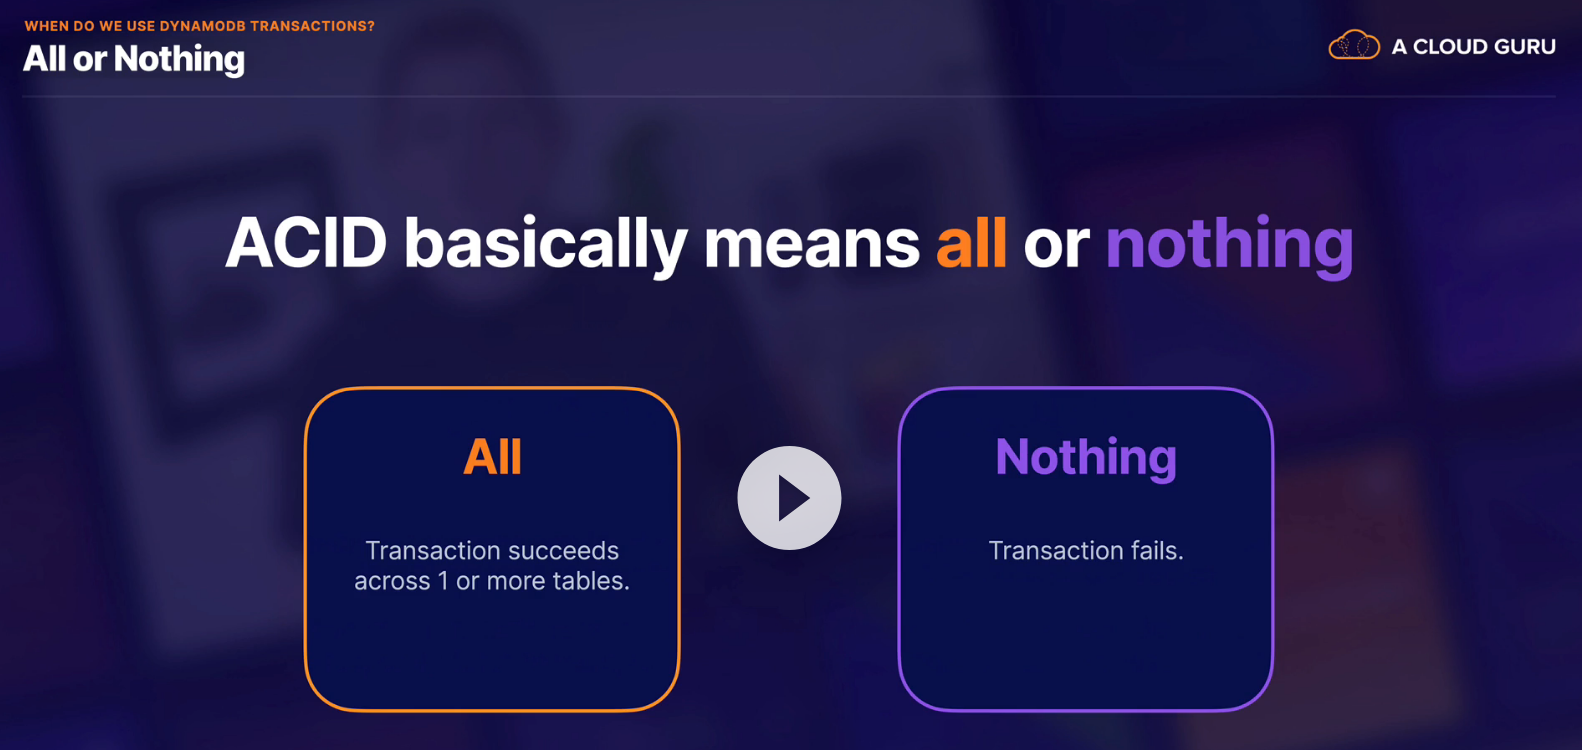 WHEN DO WE USE DYNAMODB TRANSACTIONS?
All or Nothing
A CLOUD GURU
ACID basically means all or nothing
All
Transaction succeeds
across 1 or more tables.
Nothing
Transaction fails.